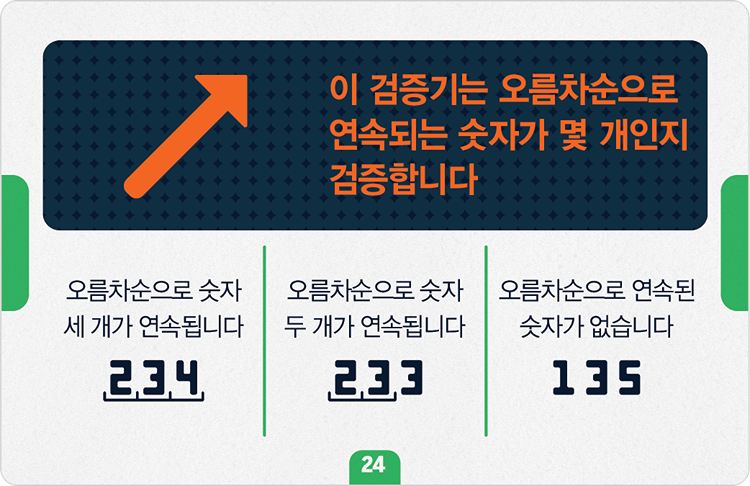 이 검증기는 오름차순으로
연속되는 숫자가 몇 개인지
검증합니다
오름차순으로 숫자
세 개가 연속됩니다
2 3 4
오름차순으로 숫자
두 개가 연속됩니다
2 3 3
오름차순으로 연속된
숫자가 없습니다
1 3 5
24